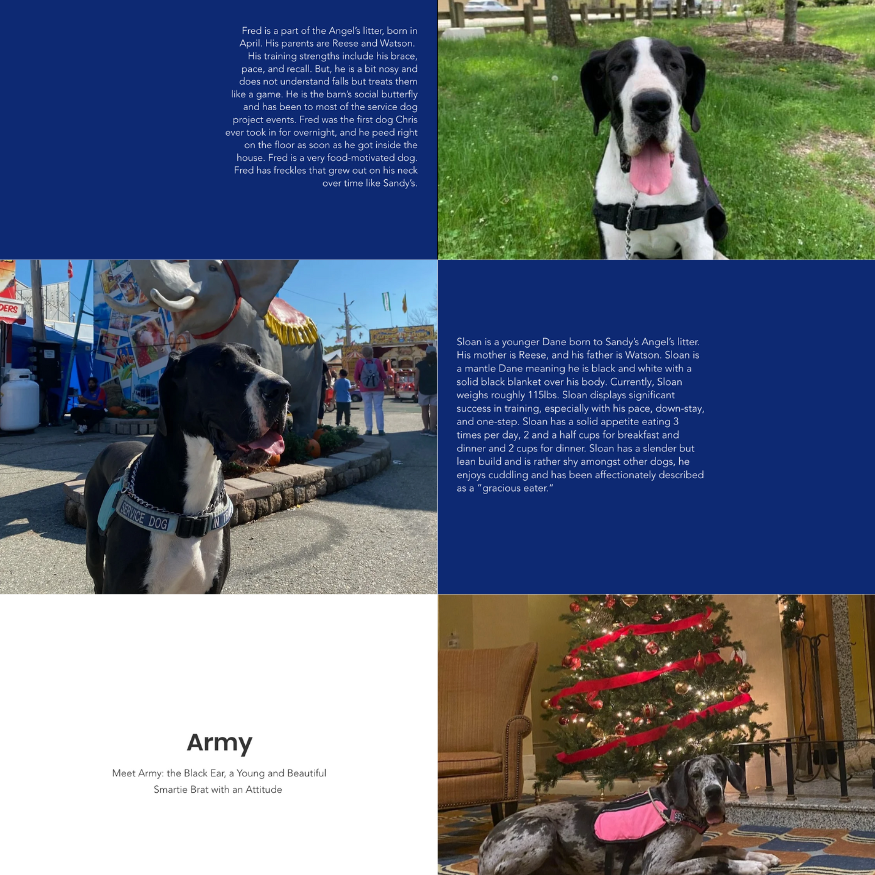 Fred is a part of the Angel's litter, born in
April. His parents are Reese and Watson.
His training strengths include his brace,
pace, and recall. But, he is a bit nosy and
does not understand falls but treats them
like a game. He is the barn's social butterfly
and has been to most of the service dog
project events. Fred was the first dog Chris
ever took in for overnight, and he peed right
on the floor as soon as he got inside the
house. Fred is a very food-motivated dog.
Fred has freckles that grew out on his neck
over time like Sandy's.
DERS
SERVICE DOG
IN
Sloan is a younger Dane born to Sandy's Angel's litter.
His mother is Reese, and his father is Watson. Sloan is
a mantle Dane meaning he is black and white with a
solid black blanket over his body. Currently, Sloan
weighs roughly 115lbs. Sloan displays significant
success in training, especially with his pace, down-stay,
and one-step. Sloan has a solid appetite eating 3
times per day, 2 and a half cups for breakfast and
dinner and 2 cups for dinner. Sloan has a slender but
lean build and is rather shy amongst other dogs, he
enjoys cuddling and has been affectionately described
as a "gracious eater."
Army
Meet Army: the Black Ear, a Young and Beautiful
Smartie Brat with an Attitude